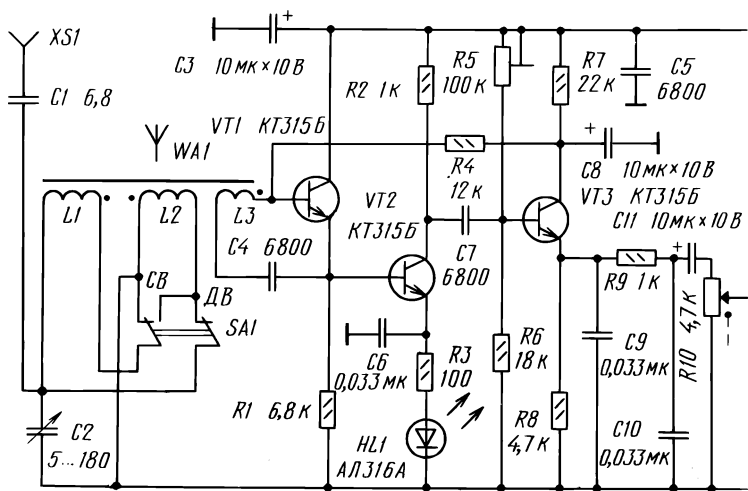 XS1
C3 10мк×10В
C1 6,8
R2 1к
R5 100к
R7 22к
C5 6800
VT1 КТ315Б
WA1
R4 12к
C8 10мк×10В
VT2 КТ315Б
VT3 КТ315Б
C11 10мк×10В
L1
L2
L3
C4 6800
C7 6800
R9 1к
СВ
ДВ
SA1
C6 0,033мк
R3 100
R6 18к
C9 0,033мк
R10 4,7к
R1 6,8к
C2 5...180
HL1 АЛ316А
R8 4,7к
C10 0,033мк